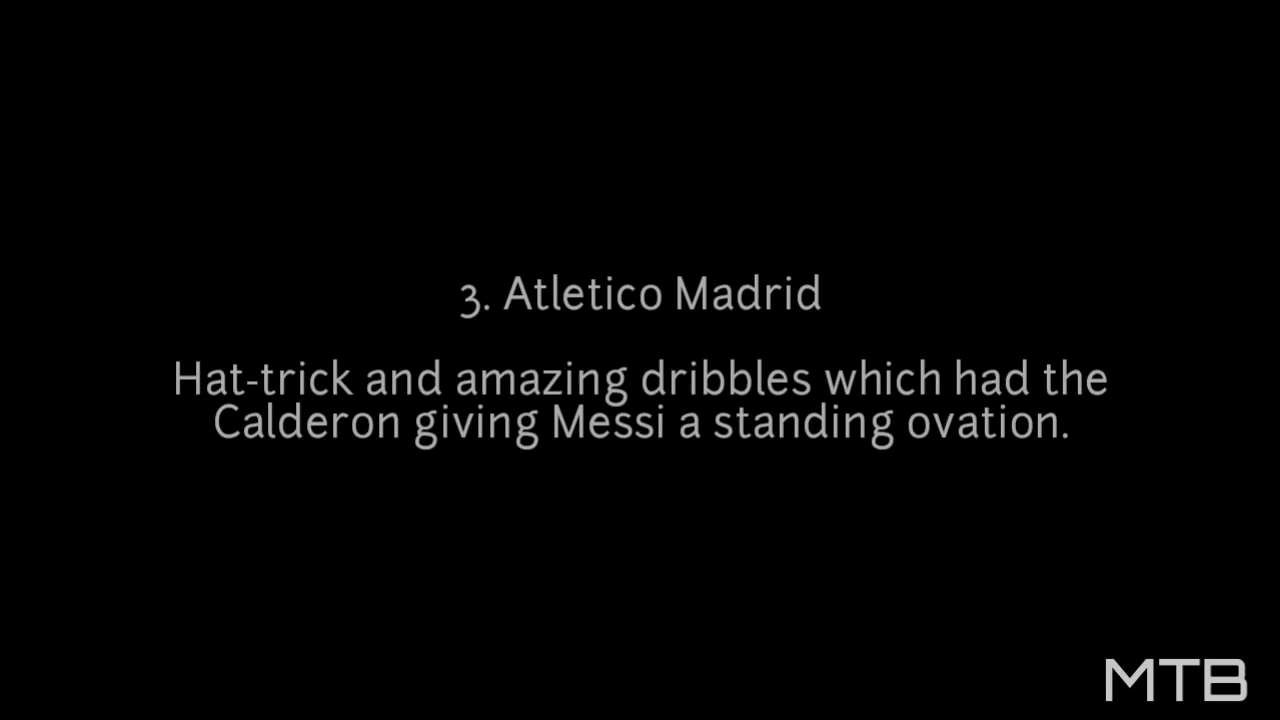 3. Atletico Madrid
Hat-trick and amazing dribbles which had the
Calderon giving Messi a standing ovation.
MTB